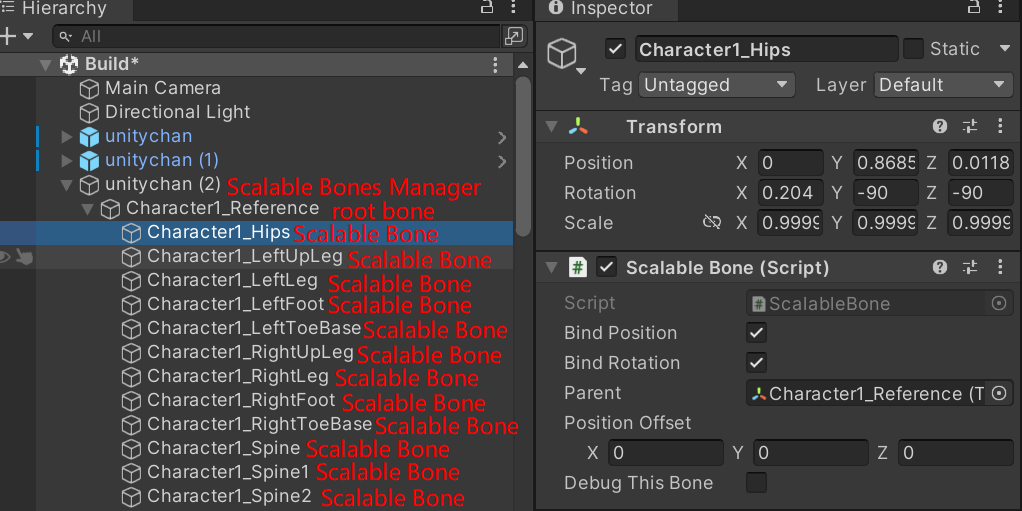 Hierarchy
All
Build*
Main Camera
Directional Light
unitychan
unitychan (1)
unitychan (2) Scalable Bones Manager
Character1_Reference root bone
Character1_Hips Scalable Bone
Character1_LeftUpLeg Scalable Bone
Character1_LeftLeg Scalable Bone
Character1_LeftFoot Scalable Bone
Character1_LeftToeBase Scalable Bone
Character1_RightUpLeg Scalable Bone
Character1_RightLeg Scalable Bone
Character1_RightFoot Scalable Bone
Character1_RightToeBase Scalable Bone
Character1_Spine Scalable Bone
Character1_Spine1 Scalable Bone
Character1_Spine2 Scalable Bone
Inspector
Character1_Hips Static
Tag Untagged Layer Default
Transform
Position X 0 Y 0.8685 Z 0.0118
Rotation X 0.204 Y -90 Z -90
Scale X 0.9999 Y 0.9999 Z 0.9999
# Scalable Bone (Script)
Script # ScalableBone
Bind Position
Bind Rotation
Parent Character1_Reference (T
Position Offset
X 0 Y 0 Z 0
Debug This Bone